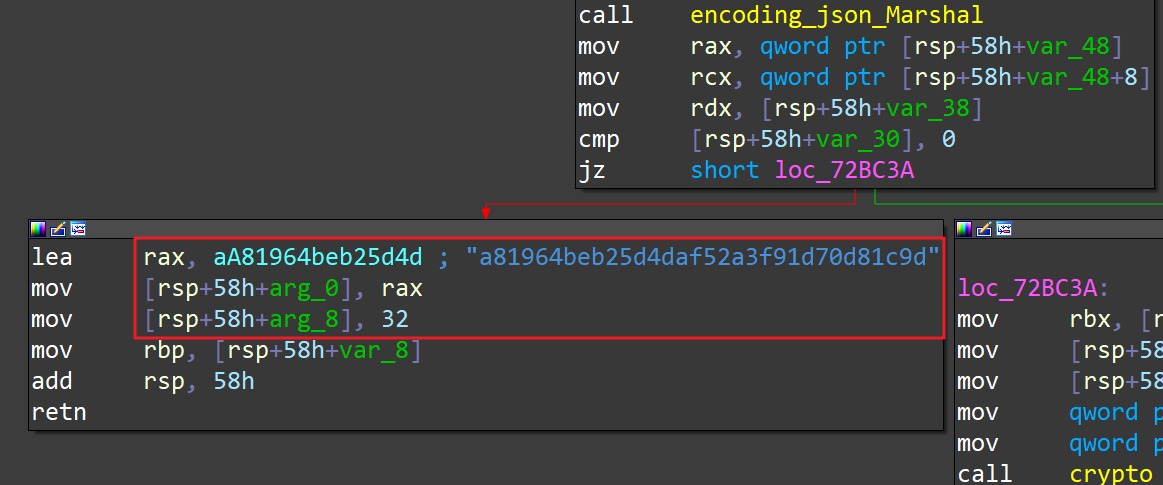 call encoding_json_Marshal
mov rax, qword ptr [rsp+58h+var_48]
mov rcx, qword ptr [rsp+58h+var_48+8]
mov rdx, [rsp+58h+var_38]
cmp [rsp+58h+var_30], 0
jz short loc_72BC3A
lea rax, aA81964beb25d4d ; "a81964beb25d4daf52a3f91d70d81c9d"
mov [rsp+58h+arg_0], rax
mov [rsp+58h+arg_8], 32
mov rbp, [rsp+58h+var_8]
add rsp, 58h
retn
loc_72BC3A:
mov rbx, [r
mov [rsp+58
mov [rsp+58
mov qword p
mov qword p
call crypto